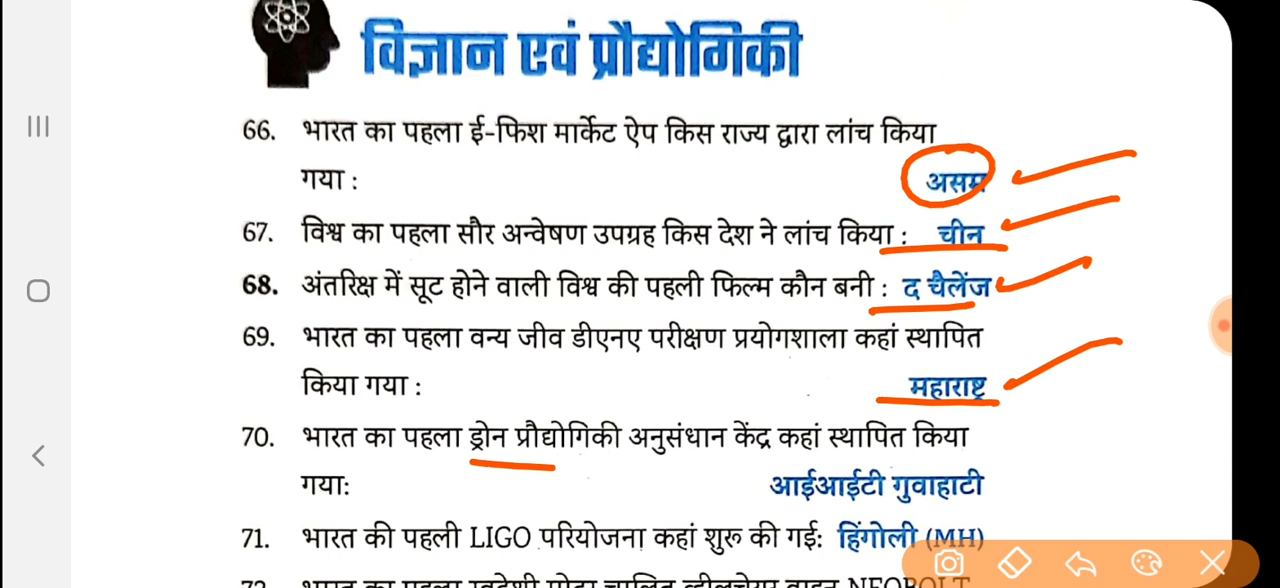 विज्ञान एवं प्रौद्योगिकी
66. भारत का पहला ई-फिश मार्केट ऐप किस राज्य द्वारा लांच किया
गया : असम
67. विश्व का पहला सौर अन्वेषण उपग्रह किस देश ने लांच किया : चीन
68. अंतरिक्ष में सूट होने वाली विश्व की पहली फिल्म कौन बनी : द चैलेंज
69. भारत का पहला वन्य जीव डीएनए परीक्षण प्रयोगशाला कहां स्थापित
किया गया : महाराष्ट्र
70. भारत का पहला ड्रोन प्रौद्योगिकी अनुसंधान केंद्र कहां स्थापित किया
गया: आईआईटी गुवाहाटी
71. भारत की पहली LIGO परियोजना कहां शुरू की गई: हिंगोली (MH)